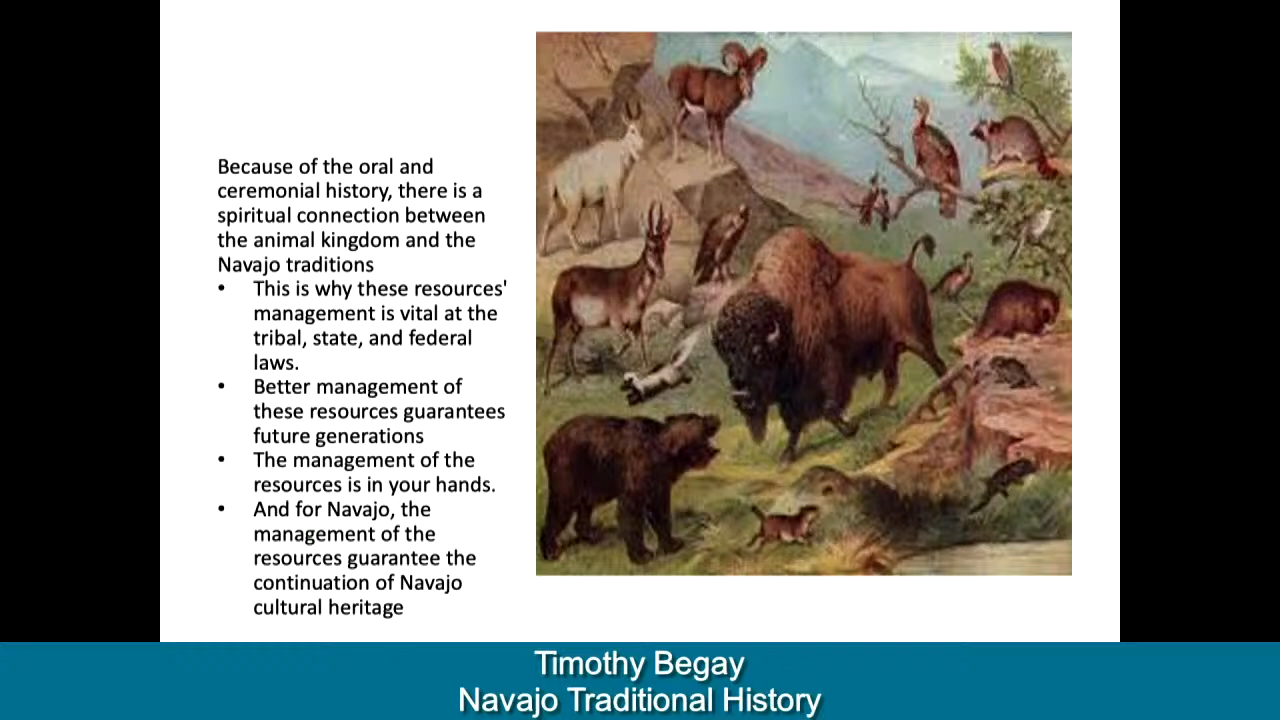 Because of the oral and
ceremonial history, there is a
spiritual connection between
the animal kingdom and the
Navajo traditions
• This is why these resources'
management is vital at the
tribal, state, and federal
laws.
• Better management of
these resources guarantees
future generations
• The management of the
resources is in your hands.
• And for Navajo, the
management of the
resources guarantee the
continuation of Navajo
cultural heritage
Timothy Begay
Navajo Traditional History